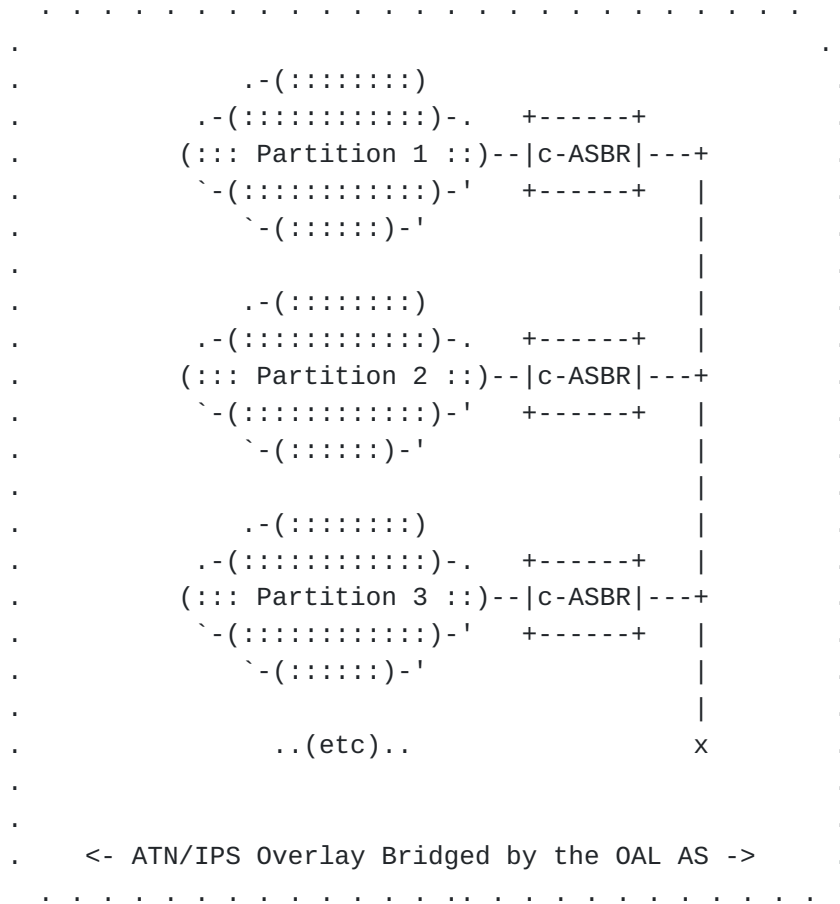 . . . . . . . . . . . . . . . . . . . . . . . . .
.                                                   .
.               .-(::::::::)                         .
.            .-(::::::::::::)-.   +------+           .
.           (::: Partition 1 ::)--|c-ASBR|---+       .
.            `-(::::::::::::)-'   +------+   |       .
.               `-(::::::)-'                 |       .
.                                            |       .
.               .-(::::::::)                 |       .
.            .-(::::::::::::)-.   +------+   |       .
.           (::: Partition 2 ::)--|c-ASBR|---+       .
.            `-(::::::::::::)-'   +------+   |       .
.               `-(::::::)-'                 |       .
.                                            |       .
.               .-(::::::::)                 |       .
.            .-(::::::::::::)-.   +------+   |       .
.           (::: Partition 3 ::)--|c-ASBR|---+       .
.            `-(::::::::::::)-'   +------+   |       .
.               `-(::::::)-'                 |       .
.                                            |       .
.                 ..(etc)..                  x       .
.                                                    .
.                                                    .
.     <- ATN/IPS Overlay Bridged by the OAL AS ->    .
. . . . . . . . . . . . . .. . . . . . . . . . . .